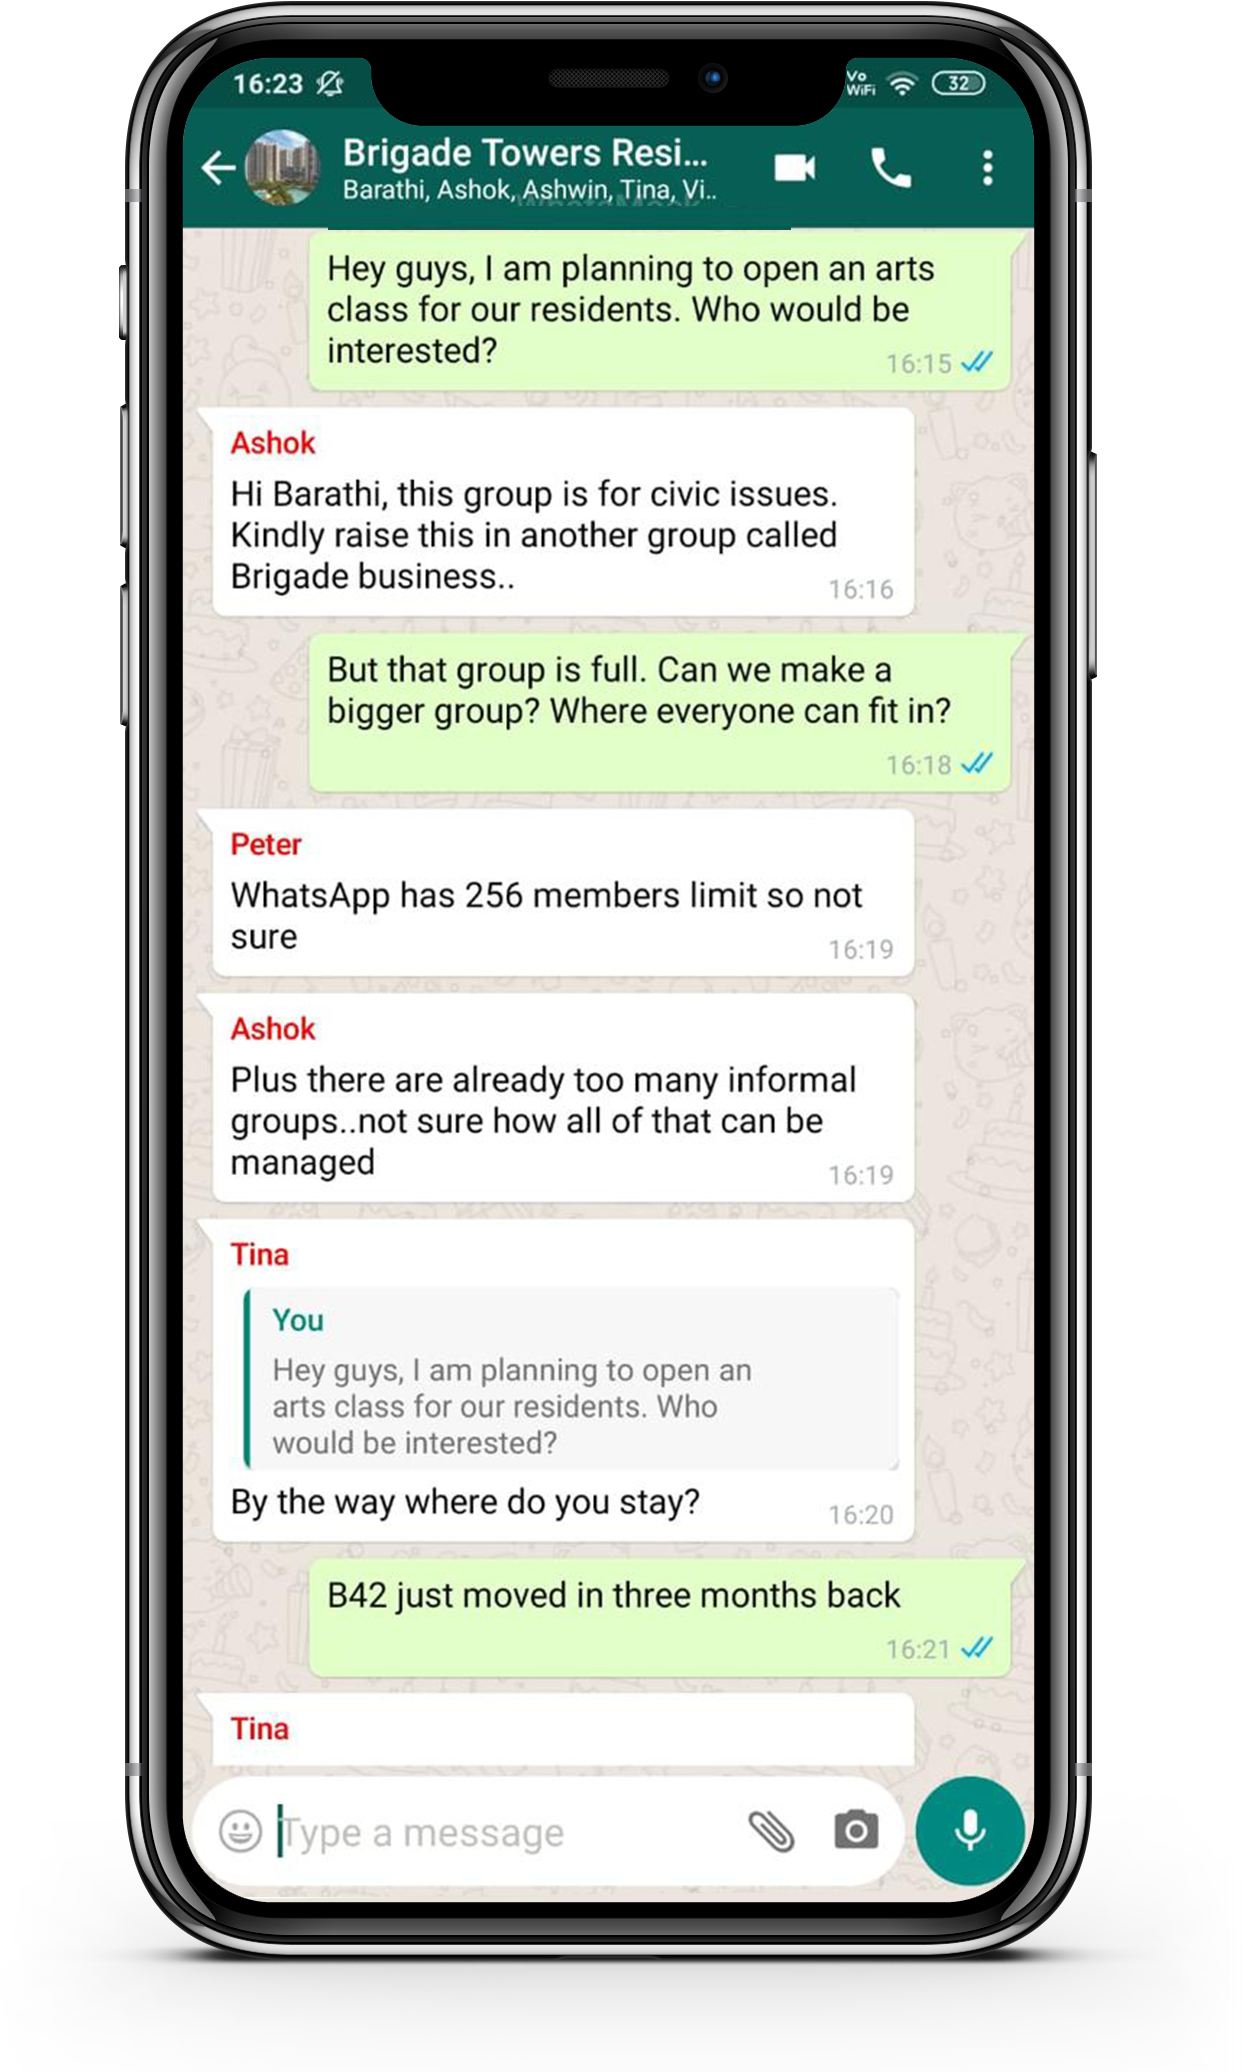 16:23
Vo
WiFi
32
Brigade Towers Resi...
Barathi, Ashok, Ashwin, Tina, Vi..
WhatsMock
Hey guys, I am planning to open an arts
class for our residents. Who would be
interested?
16:15
Ashok
Hi Barathi, this group is for civic issues.
Kindly raise this in another group called
Brigade business..
16:16
But that group is full. Can we make a
bigger group? Where everyone can fit in?
16:18
Peter
WhatsApp has 256 members limit so not
sure
16:19
Ashok
Plus there are already too many informal
groups..not sure how all of that can be
managed
16:19
Tina
You
Hey guys, I am planning to open an
arts class for our residents. Who
would be interested?
By the way where do you stay?
16:20
B42 just moved in three months back
16:21
Tina
Type a message